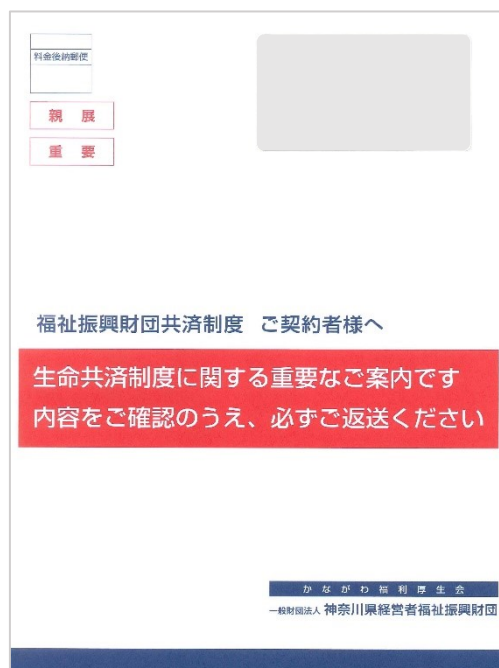 料金後納郵便
親展
重要
福祉振興財団共済制度 ご契約者様へ
生命共済制度に関する重要なご案内です
内容をご確認のうえ、必ずご返送ください
かながわ福利厚生会
一般財団法人 神奈川県経営者福祉振興財団